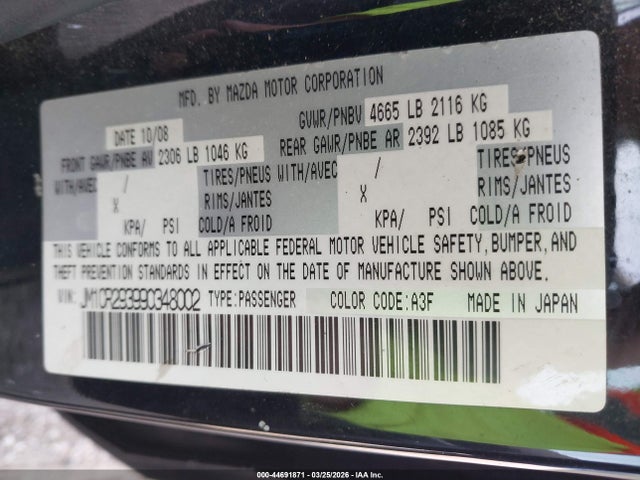 MFD. BY MAZDA MOTOR CORPORATION
DATE 10/08 GVWR/PNBV 4665 LB 2116 KG
FRONT GAWR/PNBE AV 2306 LB 1046 KG REAR GAWR/PNBE AR 2392 LB 1085 KG
WITH/AVEC / TIRES/PNEUS WITH/AVEC / TIRES/PNEUS
X RIMS/JANTES X RIMS/JANTES
KPA/ PSI COLD/A FROID KPA/ PSI COLD/A FROID
THIS VEHICLE CONFORMS TO ALL APPLICABLE FEDERAL MOTOR VEHICLE SAFETY,BUMPER,AND
THEFT PREVENTION STANDARDS IN EFFECT ON THE DATE OF MANUFACTURE SHOWN ABOVE.
VIN: JM1CR293990348002 TYPE:PASSENGER COLOR CODE:A3F MADE IN JAPAN
000-44691871 - 03/25/2026 - IAA Inc.